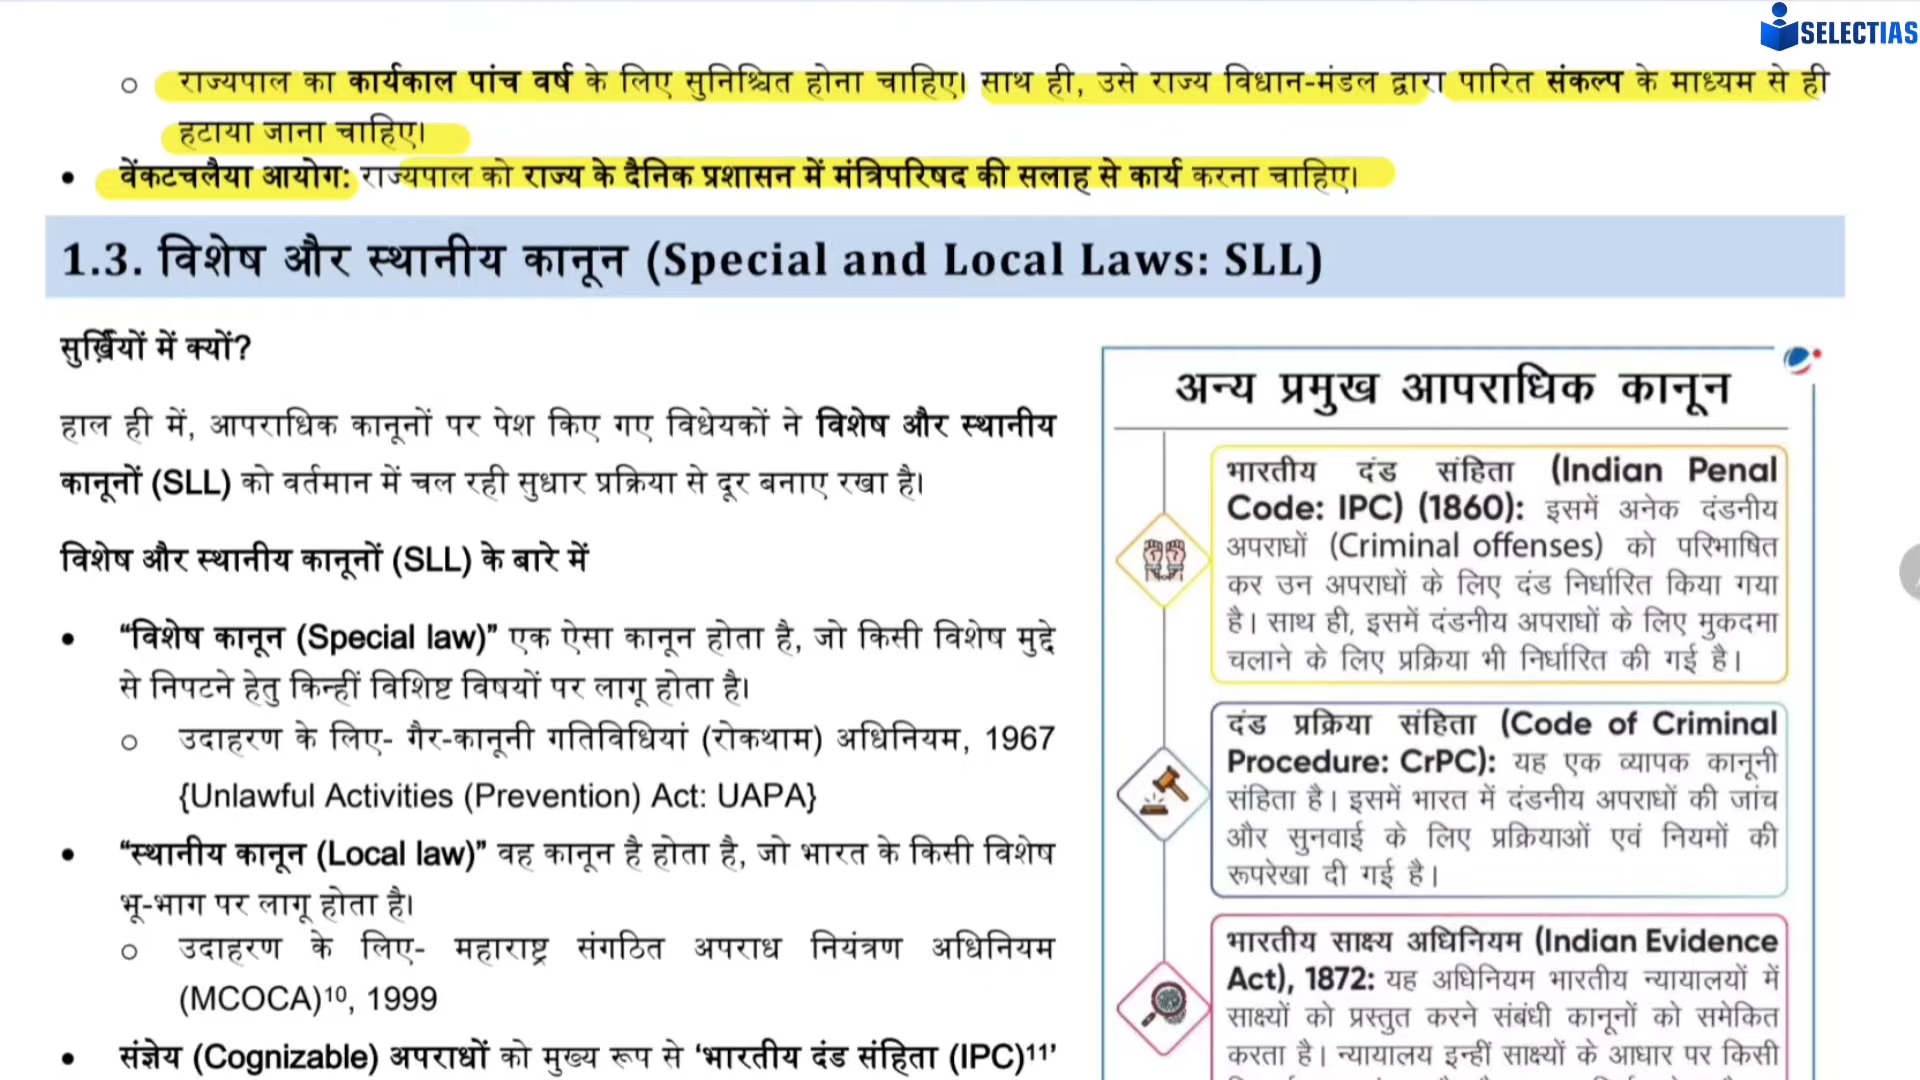 SELECTIAS
○ राज्यपाल का कार्यकाल पांच वर्ष के लिए सुनिश्चित होना चाहिए। साथ ही, उसे राज्य विधान-मंडल द्वारा पारित संकल्प के माध्यम से ही
हटाया जाना चाहिए।
• वेंकटचलैया आयोग: राज्यपाल को राज्य के दैनिक प्रशासन में मंत्रिपरिषद की सलाह से कार्य करना चाहिए।
1.3. विशेष और स्थानीय कानून (Special and Local Laws: SLL)
सुर्ख़ियों में क्यों?
हाल ही में, आपराधिक कानूनों पर पेश किए गए विधेयकों ने विशेष और स्थानीय
कानूनों (SLL) को वर्तमान में चल रही सुधार प्रक्रिया से दूर बनाए रखा है।
विशेष और स्थानीय कानूनों (SLL) के बारे में
• “विशेष कानून (Special law)” एक ऐसा कानून होता है, जो किसी विशेष मुद्दे
से निपटने हेतु किन्हीं विशिष्ट विषयों पर लागू होता है।
○ उदाहरण के लिए- गैर-कानूनी गतिविधियां (रोकथाम) अधिनियम, 1967
{Unlawful Activities (Prevention) Act: UAPA}
• “स्थानीय कानून (Local law)” वह कानून है होता है, जो भारत के किसी विशेष
भू-भाग पर लागू होता है।
○ उदाहरण के लिए- महाराष्ट्र संगठित अपराध नियंत्रण अधिनियम
(MCOCA)¹⁰, 1999
• संज्ञेय (Cognizable) अपराधों को मुख्य रूप से ‘भारतीय दंड संहिता (IPC)¹¹’
अन्य प्रमुख आपराधिक कानून
भारतीय दंड संहिता (Indian Penal
Code: IPC) (1860): इसमें अनेक दंडनीय
अपराधों (Criminal offenses) को परिभाषित
कर उन अपराधों के लिए दंड निर्धारित किया गया
है। साथ ही, इसमें दंडनीय अपराधों के लिए मुकदमा
चलाने के लिए प्रक्रिया भी निर्धारित की गई है।
दंड प्रक्रिया संहिता (Code of Criminal
Procedure: CrPC): यह एक व्यापक कानूनी
संहिता है। इसमें भारत में दंडनीय अपराधों की जांच
और सुनवाई के लिए प्रक्रियाओं एवं नियमों की
रूपरेखा दी गई है।
भारतीय साक्ष्य अधिनियम (Indian Evidence
Act), 1872: यह अधिनियम भारतीय न्यायालयों में
साक्ष्यों को प्रस्तुत करने संबंधी कानूनों को समेकित
करता है। न्यायालय इन्हीं साक्ष्यों के आधार पर किसी